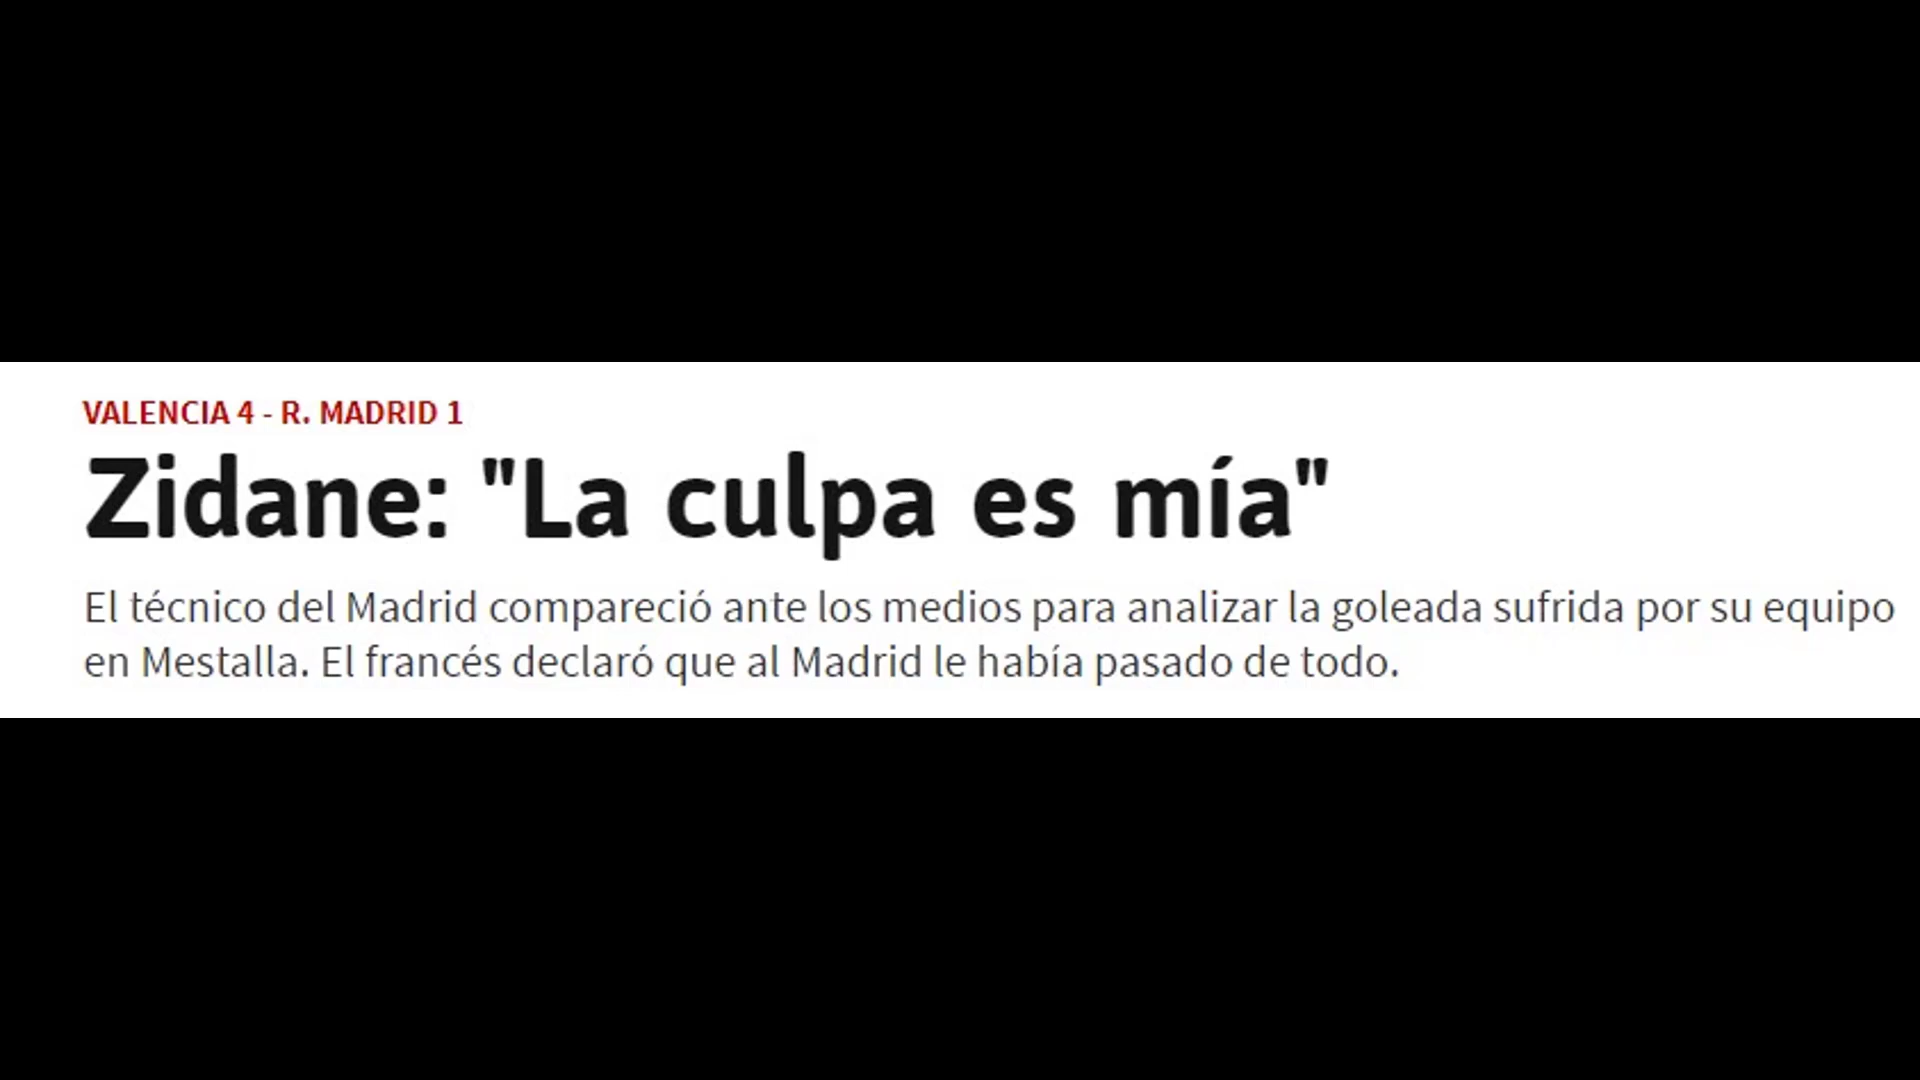 VALENCIA 4 - R. MADRID 1
Zidane: "La culpa es mía"
El técnico del Madrid compareció ante los medios para analizar la goleada sufrida por su equipo
en Mestalla. El francés declaró que al Madrid le había pasado de todo.